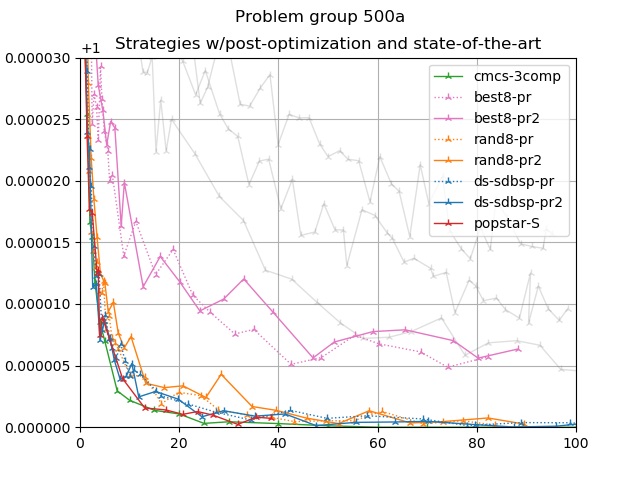 Problem group 500a
+1
Strategies w/post-optimization and state-of-the-art
0.000030
0.000025
0.000020
0.000015
0.000010
0.000005
0.000000
0
20
40
60
80
100
cmcs-3comp
best8-pr
best8-pr2
rand8-pr
rand8-pr2
ds-sdbsp-pr
ds-sdbsp-pr2
popstar-S